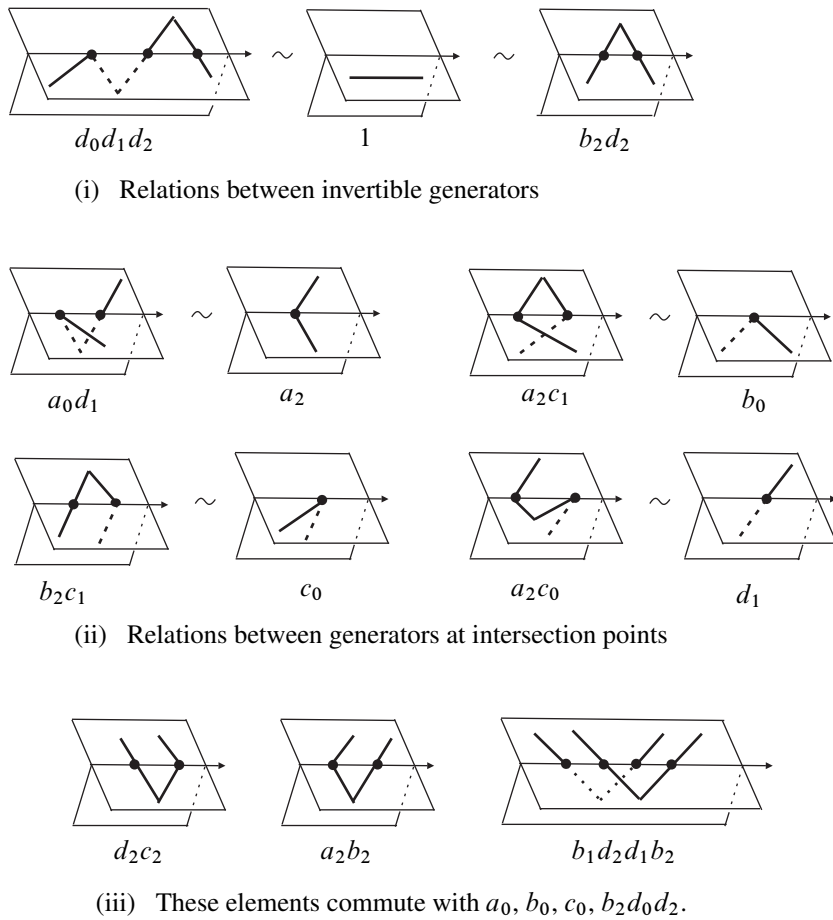 ∼ ∼
d₀d₁d₂ 1 b₂d₂
(i) Relations between invertible generators
∼ ∼
a₀d₁ a₂ a₂c₁ b₀
∼ ∼
b₂c₁ c₀ a₂c₀ d₁
(ii) Relations between generators at intersection points
d₂c₂ a₂b₂ b₁d₂d₁b₂
(iii) These elements commute with a₀, b₀, c₀, b₂d₀d₂.